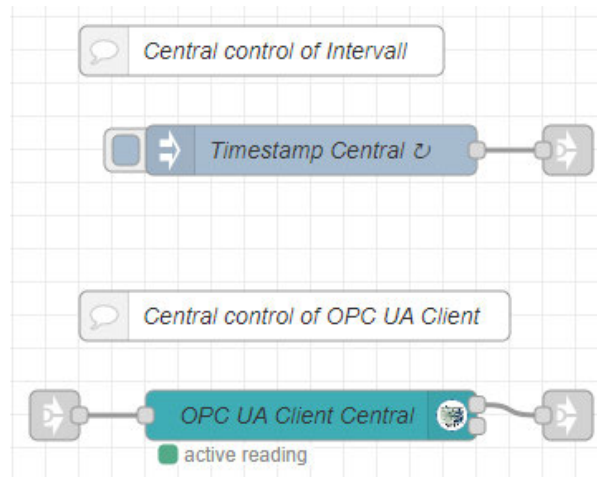 Central control of Intervall
Timestamp Central ↻
Central control of OPC UA Client
OPC UA Client Central
active reading